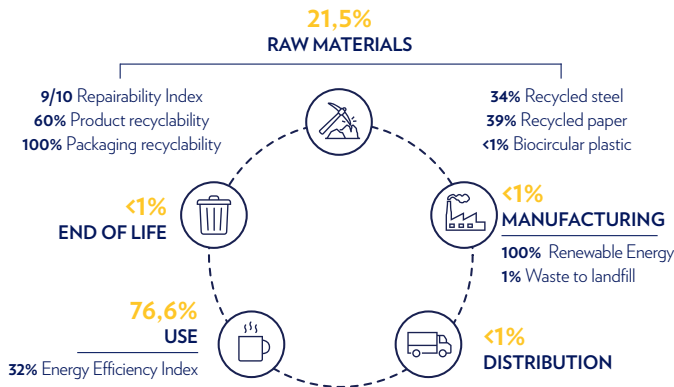 21,5%
RAW MATERIALS
9/10 Repairability Index
60% Product recyclability
100% Packaging recyclability
34% Recycled steel
39% Recycled paper
<1% Biocircular plastic
<1%
END OF LIFE
<1%
MANUFACTURING
100% Renewable Energy
1% Waste to landfill
76,6%
USE
32% Energy Efficiency Index
<1%
DISTRIBUTION